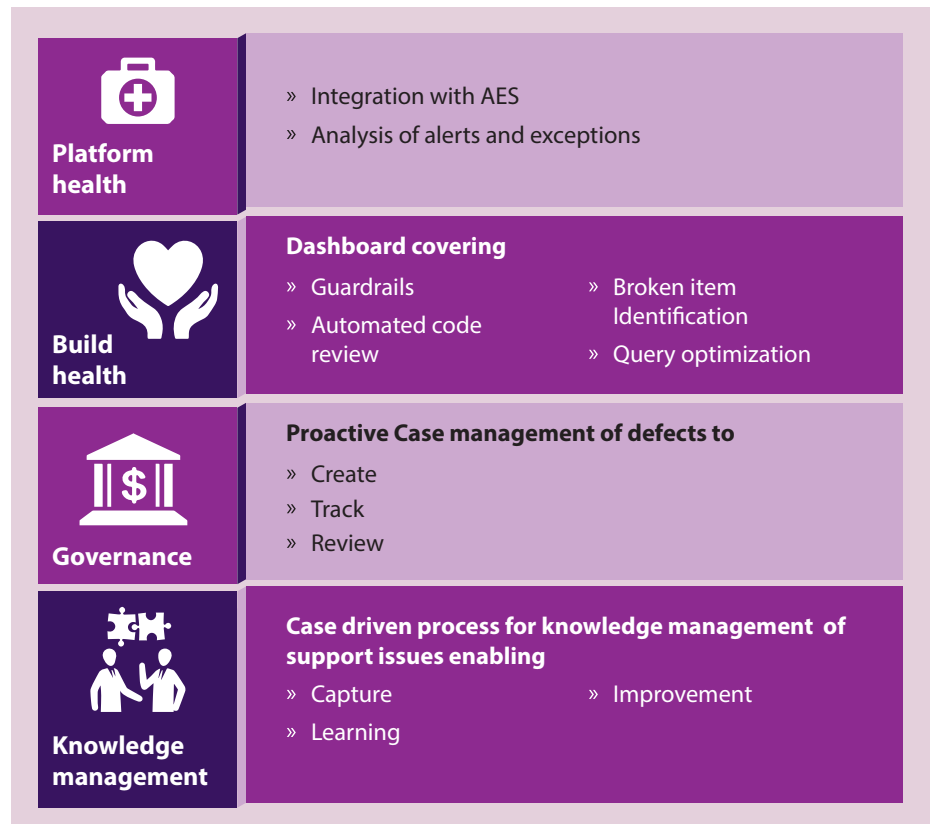 Platform
health
» Integration with AES
» Analysis of alerts and exceptions
Build
health
Dashboard covering
» Guardrails
» Automated code
review
» Broken item
Identification
» Query optimization
Governance
$
Proactive Case management of defects to
» Create
» Track
» Review
Knowledge
management
Case driven process for knowledge management of
support issues enabling
» Capture
» Learning
» Improvement